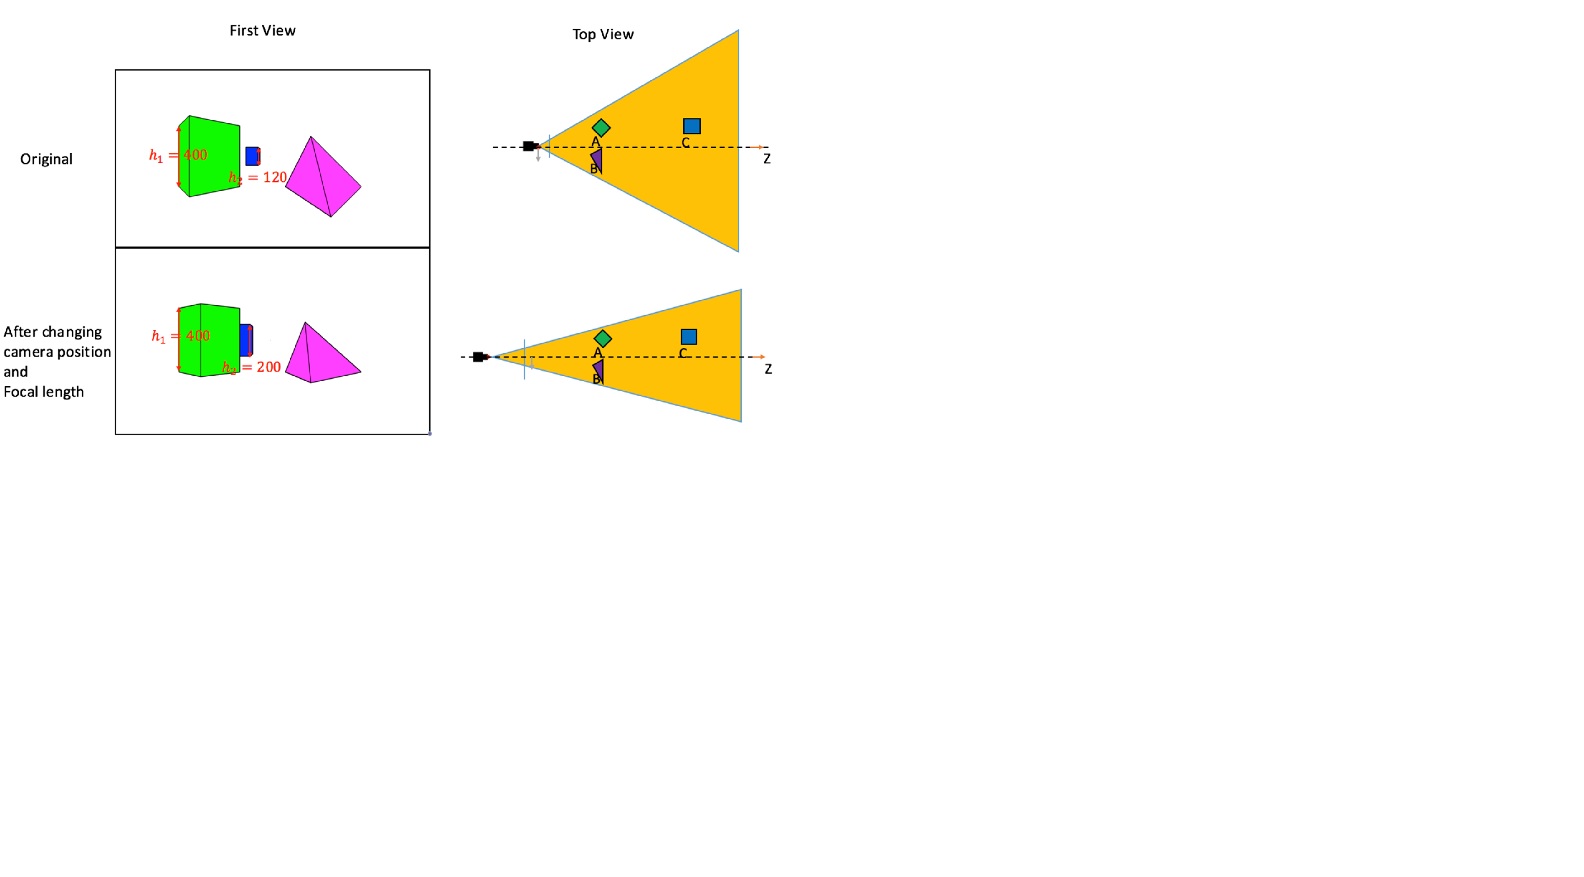 First View
Top View
Original
h₁ = 400
h₂ = 120
A
B
C
Z
After changing
camera position
and
Focal length
h₁ = 400
h₂ = 200
A
B
C
Z